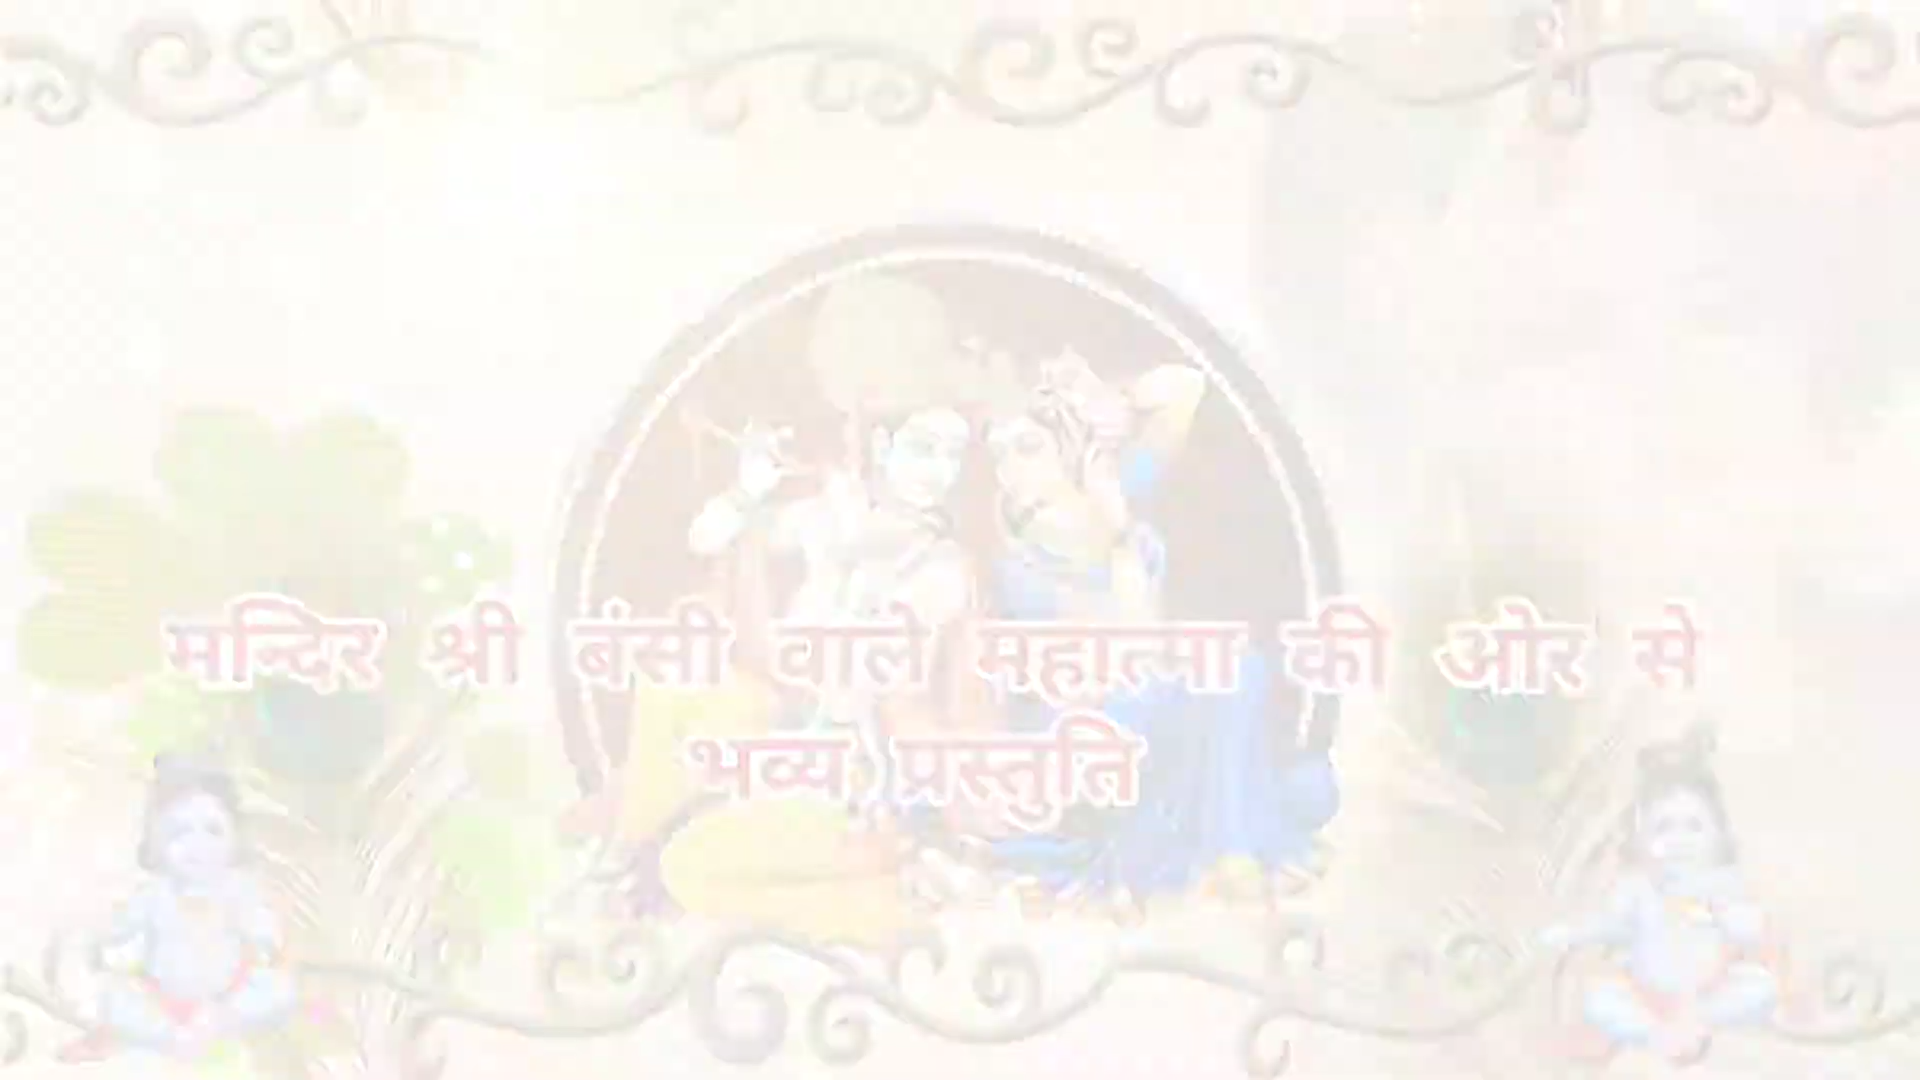 मन्दिर श्री बंसी वाले महात्मा की ओर से
भव्य प्रस्तुति